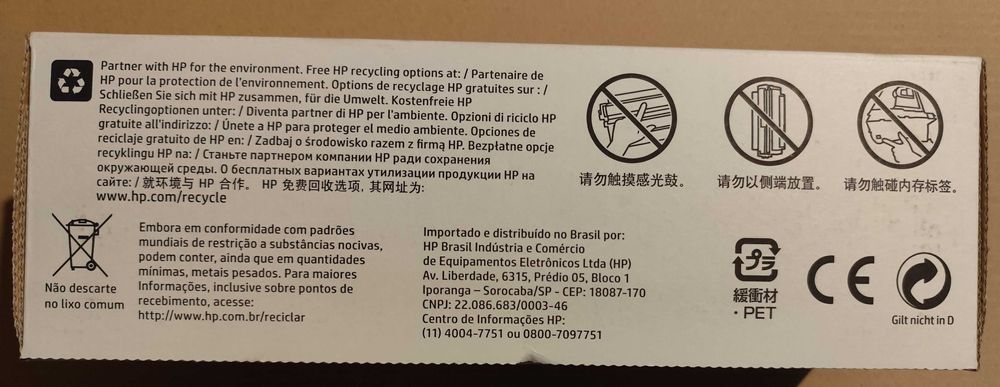 Partner with HP for the environment. Free HP recycling options at: / Partenaire de
HP pour la protection de l'environnement. Options de recyclage HP gratuites sur : /
Schließen Sie sich mit HP zusammen, für die Umwelt. Kostenfreie HP
Recyclingoptionen unter: / Diventa partner di HP per l'ambiente. Opzioni di riciclo HP
gratuite all'indirizzo: / Únete a HP para proteger el medio ambiente. Opciones de
reciclaje gratuito de HP en: / Zadbaj o środowisko razem z firmą HP. Bezpłatne opcje
recyklingu HP na: / Станьте партнером компании HP ради сохранения
окружающей среды. О бесплатных вариантах утилизации продукции HP на
сайте: / 就环境与 HP 合作。 HP 免费回收选项, 其网址为:
www.hp.com/recycle
请勿触摸感光鼓。
请勿以侧端放置。
请勿触碰内存标签。
Não descarte
no lixo comum
Embora em conformidade com padrões
mundiais de restrição a substâncias nocivas,
podem conter, ainda que em quantidades
mínimas, metais pesados. Para maiores
Informações, inclusive sobre pontos de
recebimento, acesse:
http://www.hp.com.br/reciclar
Importado e distribuído no Brasil por:
HP Brasil Indústria e Comércio
de Equipamentos Eletrônicos Ltda (HP)
Av. Liberdade, 6315, Prédio 05, Bloco 1
Iporanga – Sorocaba/SP - CEP: 18087-170
CNPJ: 22.086.683/0003-46
Centro de Informações HP:
(11) 4004-7751 ou 0800-7097751
プラ
緩衝材
・PET
CE
Gilt nicht in D